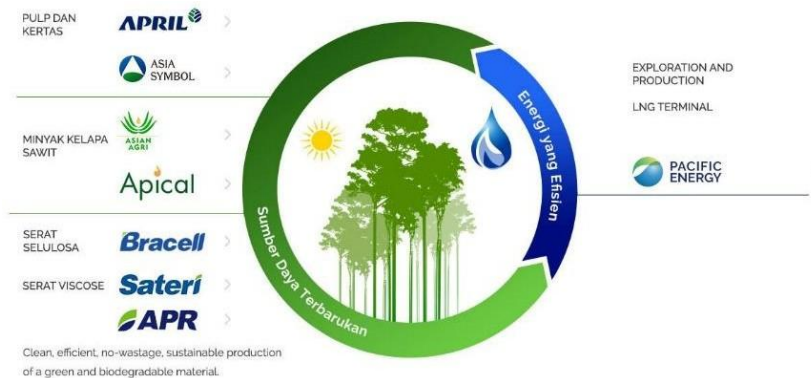 PULP DAN
KERTAS
APRIL
ASIA
SYMBOL
MINYAK KELAPA
SAWIT
ASIAN
AGRI
Apical
SERAT
SELULOSA
Bracell
SERAT VISCOSE
Sateri
APR
Clean, efficient, no-wastage, sustainable production
of a green and biodegradable material.
Sumber Daya Terbarukan
Energi yang Efisien
EXPLORATION AND
PRODUCTION
LNG TERMINAL
PACIFIC
ENERGY